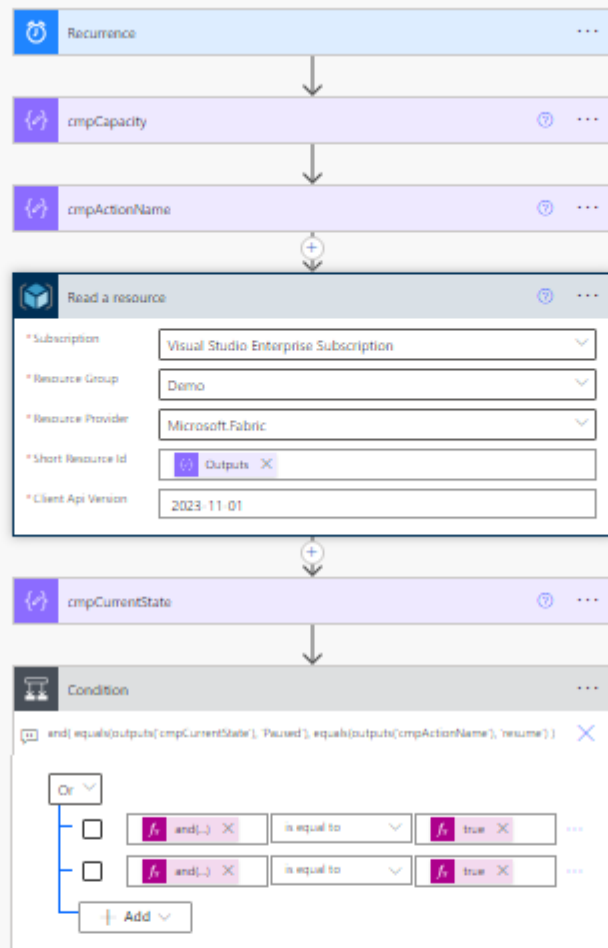 Recurrence
cmpCapacity
cmpActionName
Read a resource
* Subscription
Visual Studio Enterprise Subscription
* Resource Group
Demo
* Resource Provider
Microsoft.Fabric
* Short Resource Id
Outputs
* Client Api Version
2023-11-01
cmpCurrentState
Condition
and( equals(outputs('cmpCurrentState'), 'Paused'), equals(outputs('cmpActionName'), 'resume') )
Or
and(...) is equal to true
and(...) is equal to true
Add